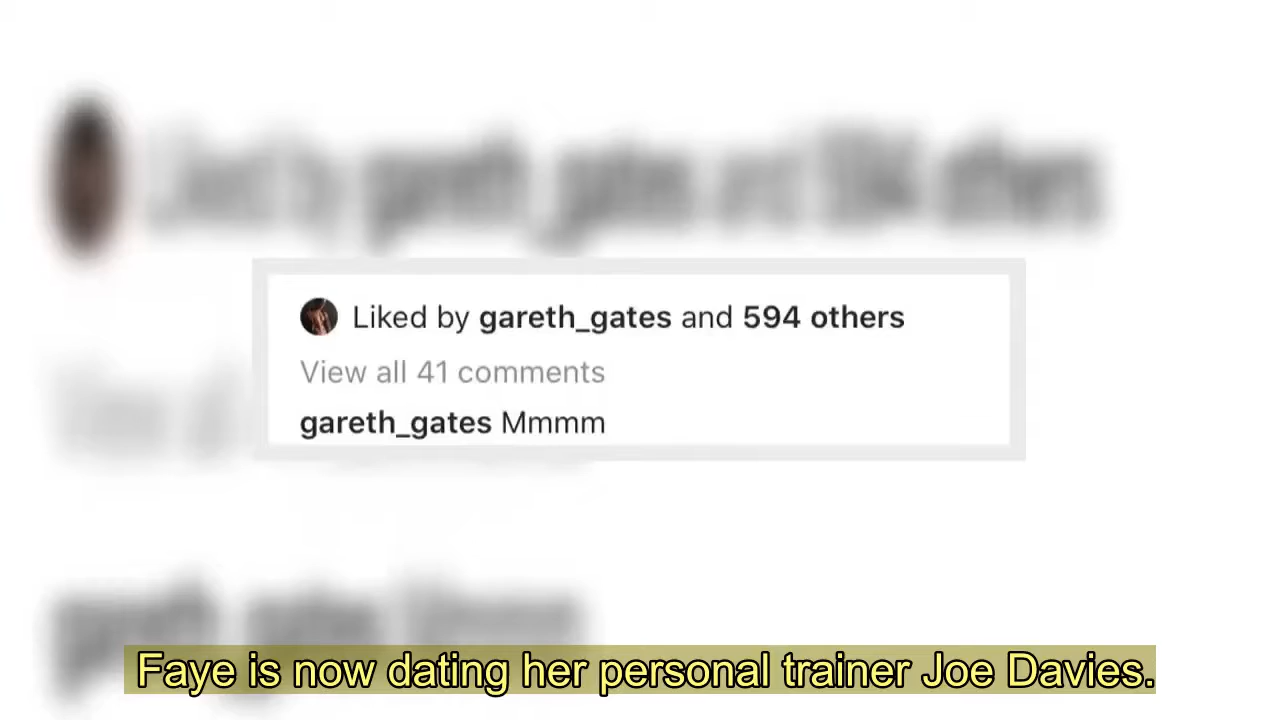 Liked by gareth_gates and 594 others
View all 41 comments
gareth_gates Mmmm
Faye is now dating her personal trainer Joe Davies.